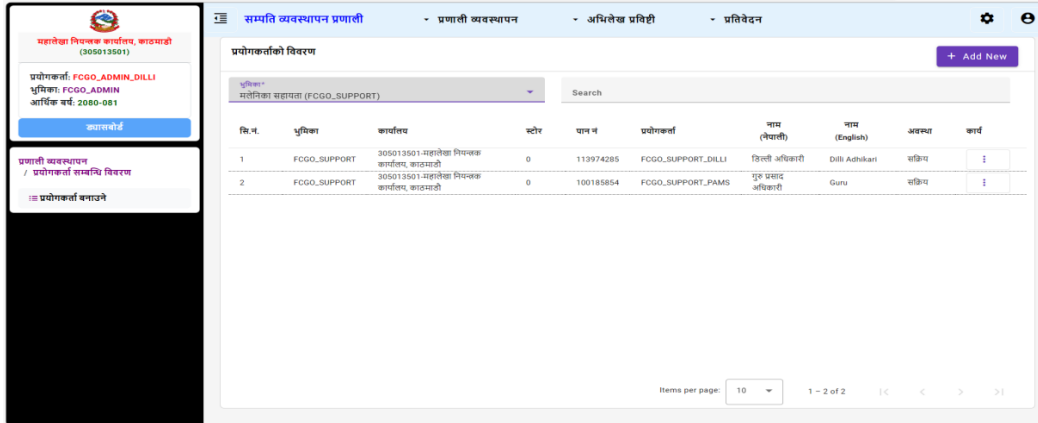 महालेखा नियन्त्रक कार्यालय, काठमाडौ
(305013501)
प्रयोगकर्ता: FCGO_ADMIN_DILLI
भुमिका: FCGO_ADMIN
आर्थिक बर्ष: 2080-081
ड्यासबोर्ड
प्रणाली व्यवस्थापन
/ प्रयोगकर्ता सम्बन्धि विवरण
प्रयोगकर्ता बनाउने
सम्पति व्यवस्थापन प्रणाली
प्रणाली व्यवस्थापन
अभिलेख प्रविष्टी
प्रतिवेदन
प्रयोगकर्ताको विवरण
+ Add New
भूमिका*
मलेनिका सहायता (FCGO_SUPPORT)
Search
सि.नं. भुमिका कार्यालय स्टोर पान नं प्रयोगकर्ता नाम (नेपाली) नाम (English) अवस्था कार्य
1 FCGO_SUPPORT 305013501-महालेखा नियन्त्रक कार्यालय, काठमाडौ 0 113974285 FCGO_SUPPORT_DILLI डिल्ली अधिकारी Dilli Adhikari सक्रिय
2 FCGO_SUPPORT 305013501-महालेखा नियन्त्रक कार्यालय, काठमाडौ 0 100185854 FCGO_SUPPORT_PAMS गुरु प्रसाद अधिकारी Guru सक्रिय
Items per page: 10 1 – 2 of 2